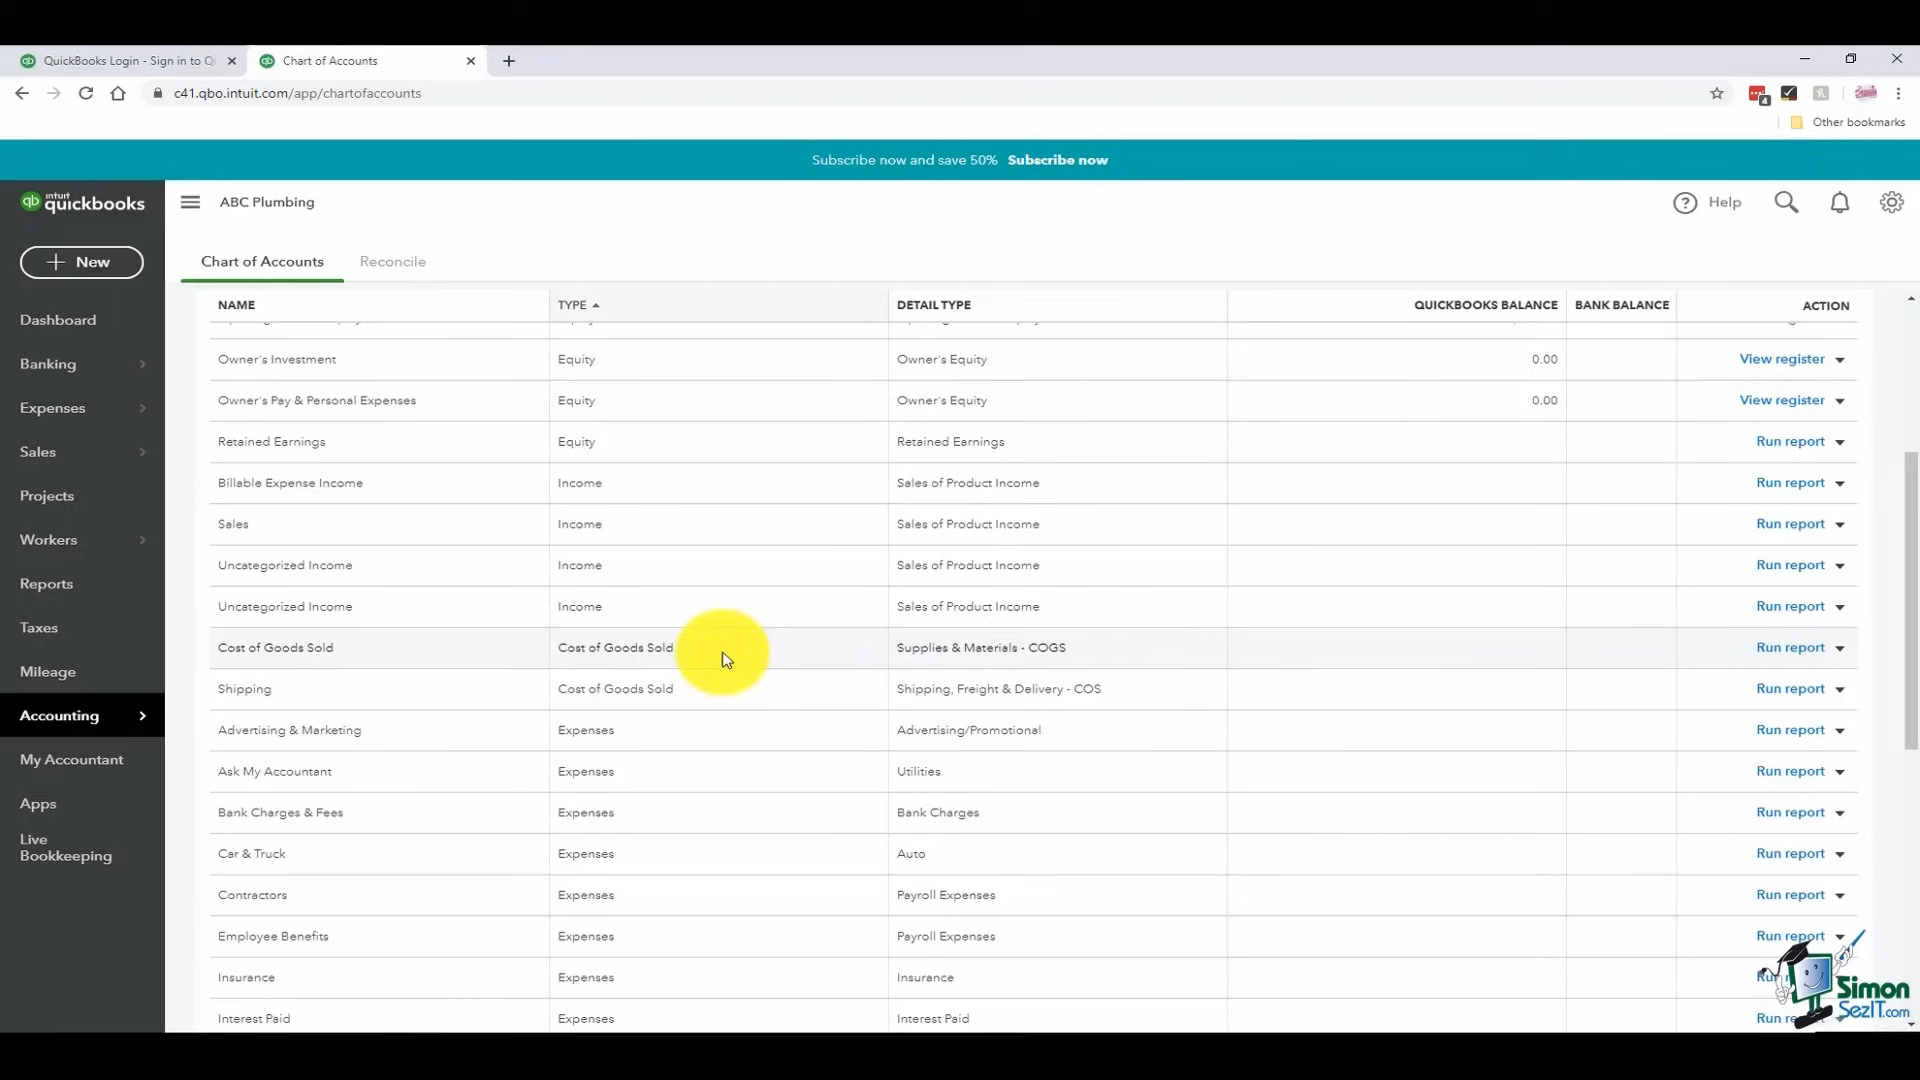 QuickBooks Login - Sign in to Q
Chart of Accounts
c41.qbo.intuit.com/app/chartofaccounts
4
Other bookmarks
Subscribe now and save 50% Subscribe now
intuit quickbooks
ABC Plumbing
Help
New
Chart of Accounts
Reconcile
NAME TYPE DETAIL TYPE QUICKBOOKS BALANCE BANK BALANCE ACTION
Owner's Investment Equity Owner's Equity 0.00 View register
Owner's Pay & Personal Expenses Equity Owner's Equity 0.00 View register
Retained Earnings Equity Retained Earnings Run report
Billable Expense Income Income Sales of Product Income Run report
Sales Income Sales of Product Income Run report
Uncategorized Income Income Sales of Product Income Run report
Uncategorized Income Income Sales of Product Income Run report
Cost of Goods Sold Cost of Goods Sold Supplies & Materials - COGS Run report
Shipping Cost of Goods Sold Shipping, Freight & Delivery - COS Run report
Advertising & Marketing Expenses Advertising/Promotional Run report
Ask My Accountant Expenses Utilities Run report
Bank Charges & Fees Expenses Bank Charges Run report
Car & Truck Expenses Auto Run report
Contractors Expenses Payroll Expenses Run report
Employee Benefits Expenses Payroll Expenses Run report
Insurance Expenses Insurance
Interest Paid Expenses Interest Paid Run
Dashboard
Banking
Expenses
Sales
Projects
Workers
Reports
Taxes
Mileage
Accounting
My Accountant
Apps
Live
Bookkeeping
Simon
SezIT.com